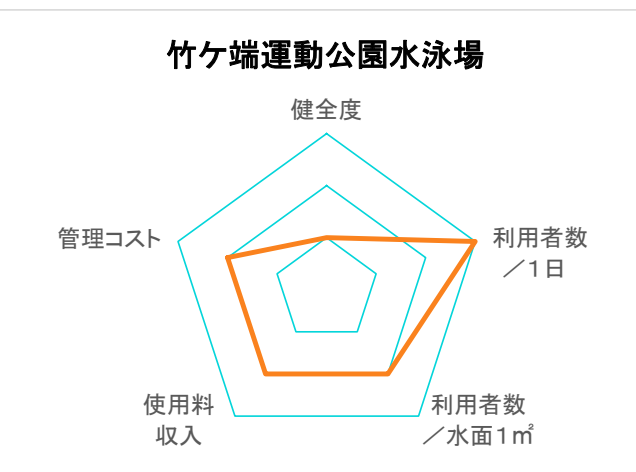 竹ケ端運動公園水泳場
健全度
管理コスト
利用者数
／1日
使用料
収入
利用者数
／水面1㎡